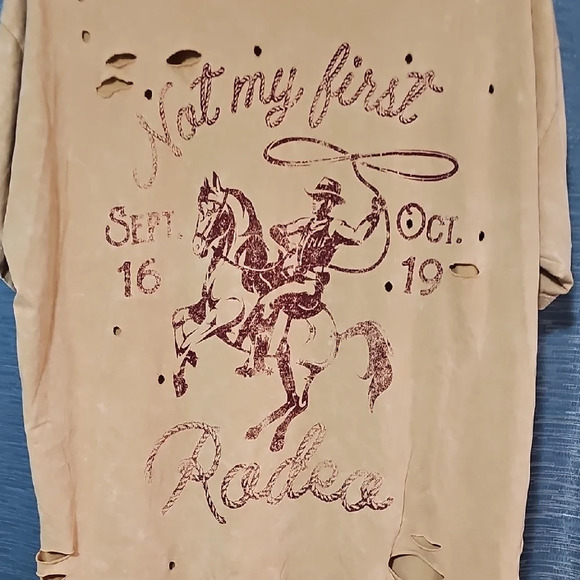 Not my first
SEPT. OCT.
16 19
Rodeo